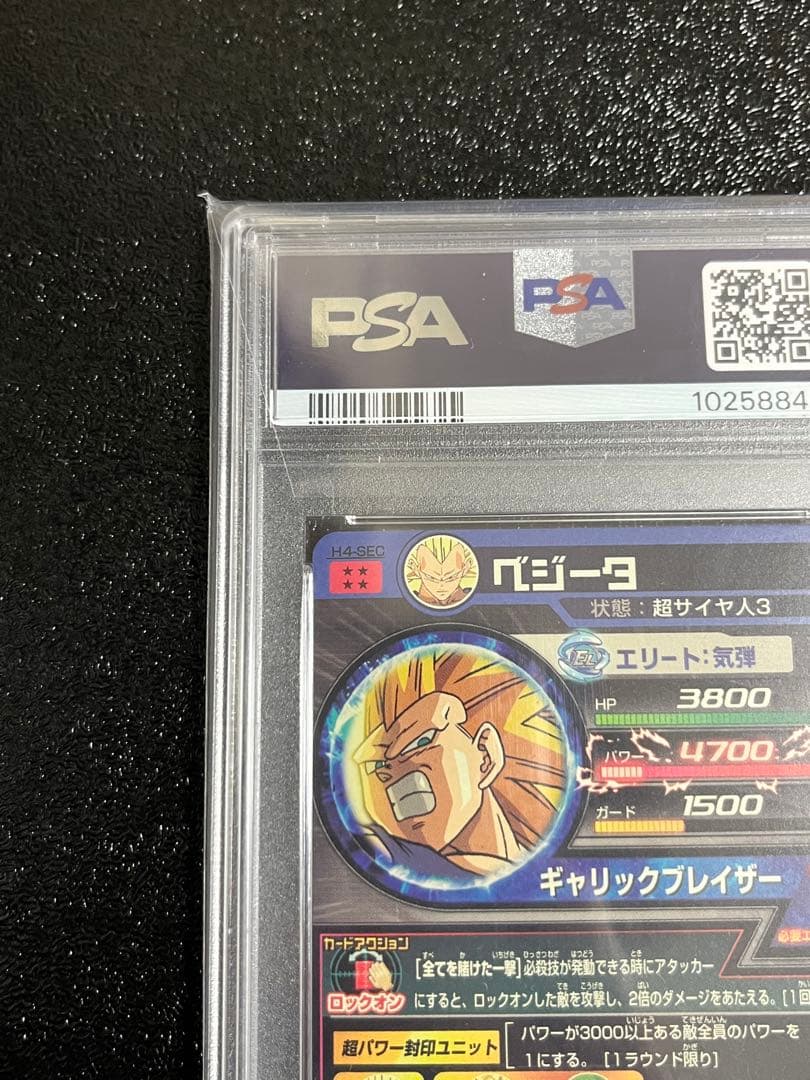 PSA
PSA
1025884
H4-SEC
ベジータ
状態：超サイヤ人3
EL エリート:気弾
HP 3800
パワー 4700
ガード 1500
ギャリックブレイザー
カードアクション
ロックオン
[全てを賭けた一撃]必殺技が発動できる時にアタッカー
にすると、ロックオンした敵を攻撃し、2倍のダメージをあたえる。[1回
超パワー封印ユニット
パワーが3000以上ある敵全員のパワーを
1にする。[1ラウンド限り]